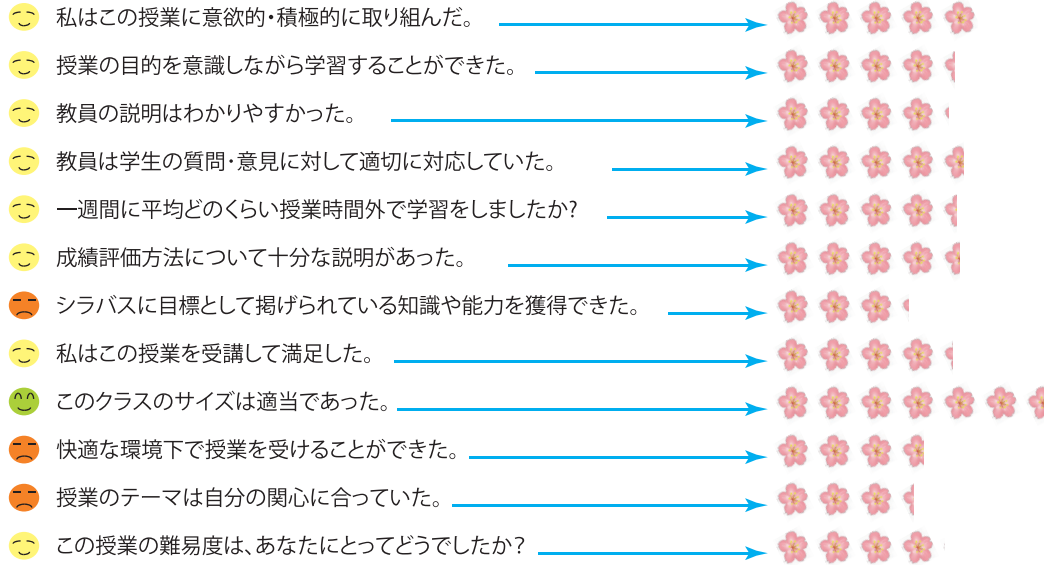 私はこの授業に意欲的・積極的に取り組んだ。
授業の目的を意識しながら学習することができた。
教員の説明はわかりやすかった。
教員は学生の質問・意見に対して適切に対応していた。
一週間に平均どのくらい授業時間外で学習をしましたか?
成績評価方法について十分な説明があった。
シラバスに目標として掲げられている知識や能力を獲得できた。
私はこの授業を受講して満足した。
このクラスのサイズは適当であった。
快適な環境下で授業を受けることができた。
授業のテーマは自分の関心に合っていた。
この授業の難易度は、あなたにとってどうでしたか？